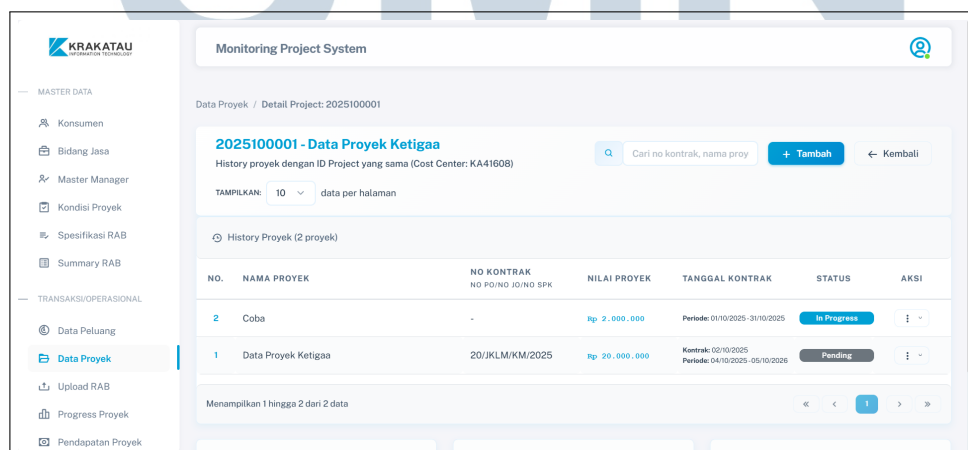 KRAKATAU
INFORMATION TECHNOLOGY
MASTER DATA
Konsumen
Bidang Jasa
Master Manager
Kondisi Proyek
Spesifikasi RAB
Summary RAB
TRANSAKSI/OPERASIONAL
Data Peluang
Data Proyek
Upload RAB
Progress Proyek
Pendapatan Proyek
Monitoring Project System
Data Proyek / Detail Project: 2025100001
2025100001 - Data Proyek Ketigaa
History proyek dengan ID Project yang sama (Cost Center: KA41608)
Cari no kontrak, nama proy
+ Tambah
← Kembali
TAMPILKAN: 10 data per halaman
History Proyek (2 proyek)
NO. NAMA PROYEK NO KONTRAK NILAI PROYEK TANGGAL KONTRAK STATUS AKSI
NO PO/NO JO/NO SPK
2 Coba - Rp 2.000.000 Periode: 01/10/2025 - 31/10/2025 In Progress
1 Data Proyek Ketigaa 20/JKLM/KM/2025 Rp 20.000.000 Kontrak: 02/10/2025 Pending
Periode: 04/10/2025 - 05/10/2026
Menampilkan 1 hingga 2 dari 2 data
« ‹ 1 › »